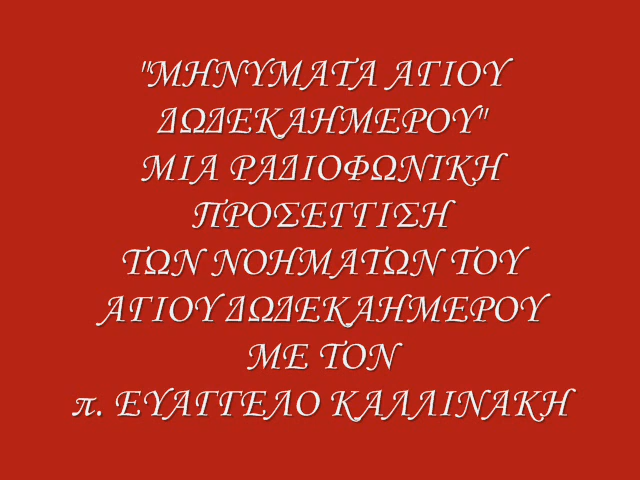 "ΜΗΝΥΜΑΤΑ ΑΓΙΟΥ
ΔΩΔΕΚΑΗΜΕΡΟΥ"
ΜΙΑ ΡΑΔΙΟΦΩΝΙΚΗ
ΠΡΟΣΕΓΓΙΣΗ
ΤΩΝ ΝΟΗΜΑΤΩΝ ΤΟΥ
ΑΓΙΟΥ ΔΩΔΕΚΑΗΜΕΡΟΥ
ΜΕ ΤΟΝ
π. ΕΥΑΓΓΕΛΟ ΚΑΛΛΙΝΑΚΗ